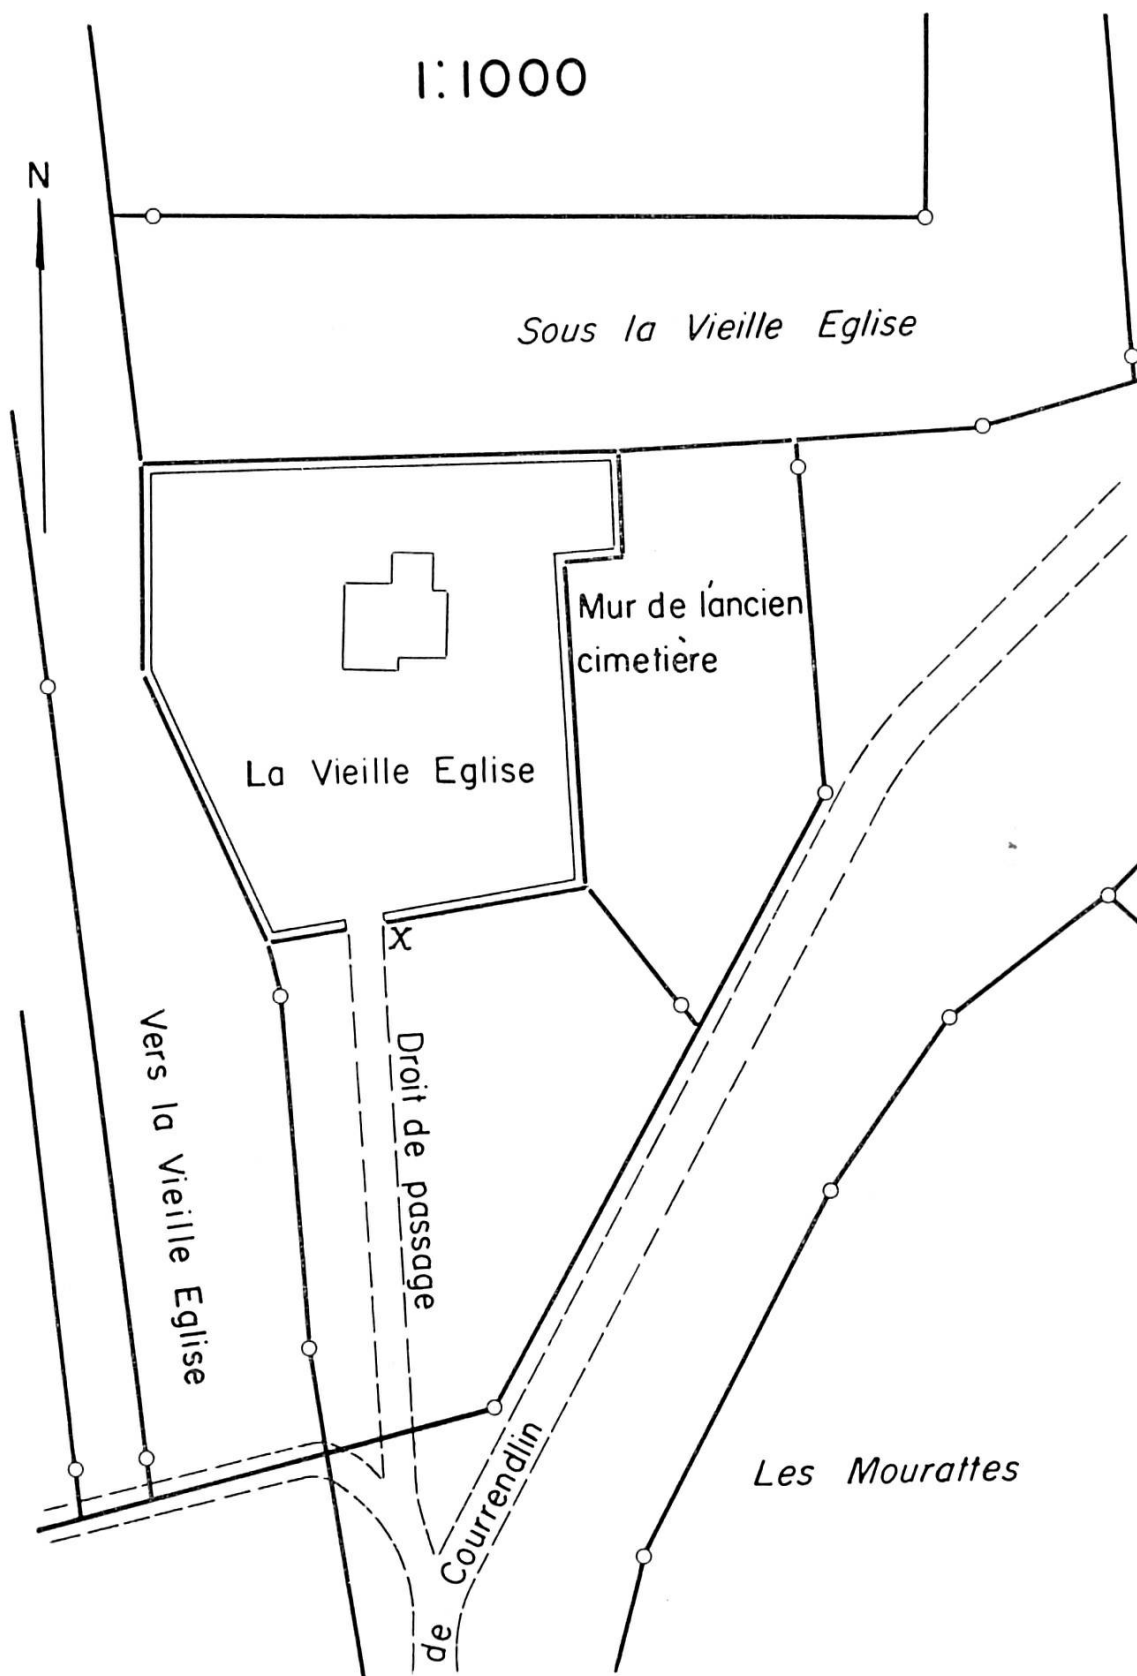 1:1000
N
Sous la Vieille Eglise
Mur de l'ancien
cimetière
La Vieille Eglise
X
Droit de passage
Vers la Vieille Eglise
Les Mourattes
de Courrendlin